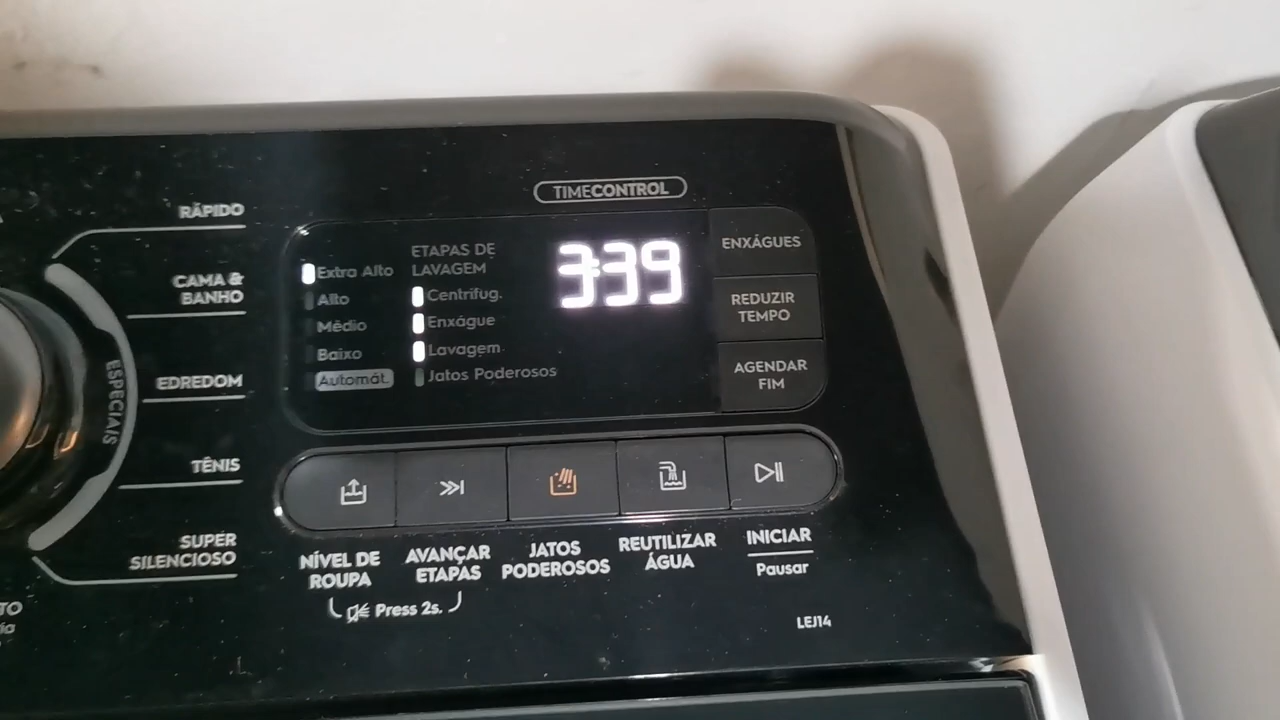 TIMECONTROL
RÁPIDO
CAMA &
BANHO
EDREDOM
TÊNIS
SUPER
SILENCIOSO
ESPECIAIS
Extra Alto
Alto
Médio
Baixo
Automát.
ETAPAS DE
LAVAGEM
Centrifug.
Enxágue
Lavagem
Jatos Poderosos
3:39
ENXÁGUES
REDUZIR
TEMPO
AGENDAR
FIM
NÍVEL DE
ROUPA
AVANÇAR
ETAPAS
JATOS
PODEROSOS
REUTILIZAR
ÁGUA
INICIAR
Pausar
Press 2s.
LEJ14